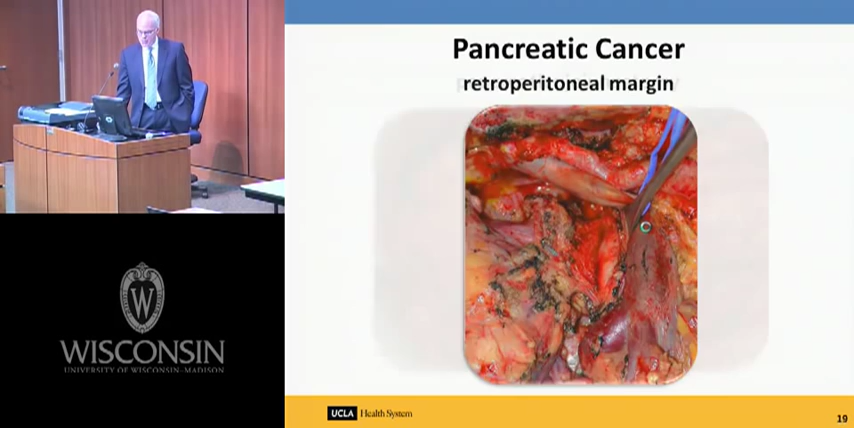 Pancreatic Cancer
retroperitoneal margin
W
WISCONSIN
UNIVERSITY OF WISCONSIN–MADISON
UCLA Health System
19